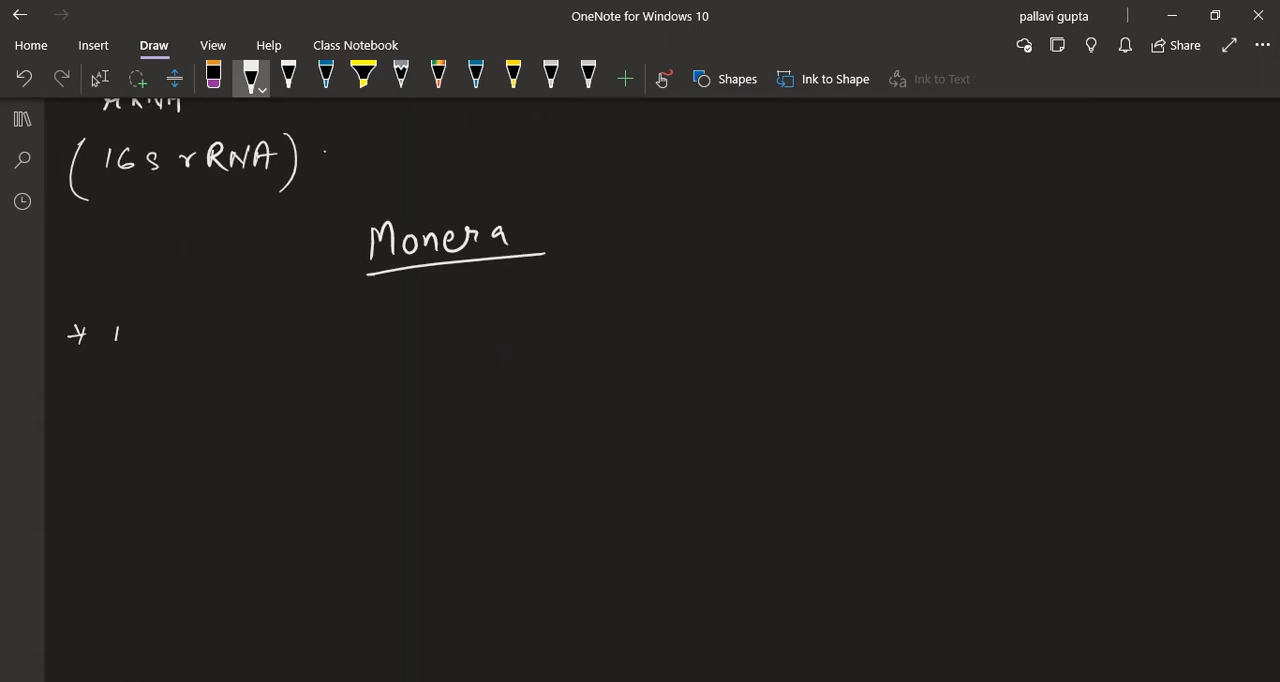 OneNote for Windows 10
pallavi gupta
Home Insert Draw View Help Class Notebook
Share
Shapes Ink to Shape Ink to Text
(16s rRNA)
Monera
*